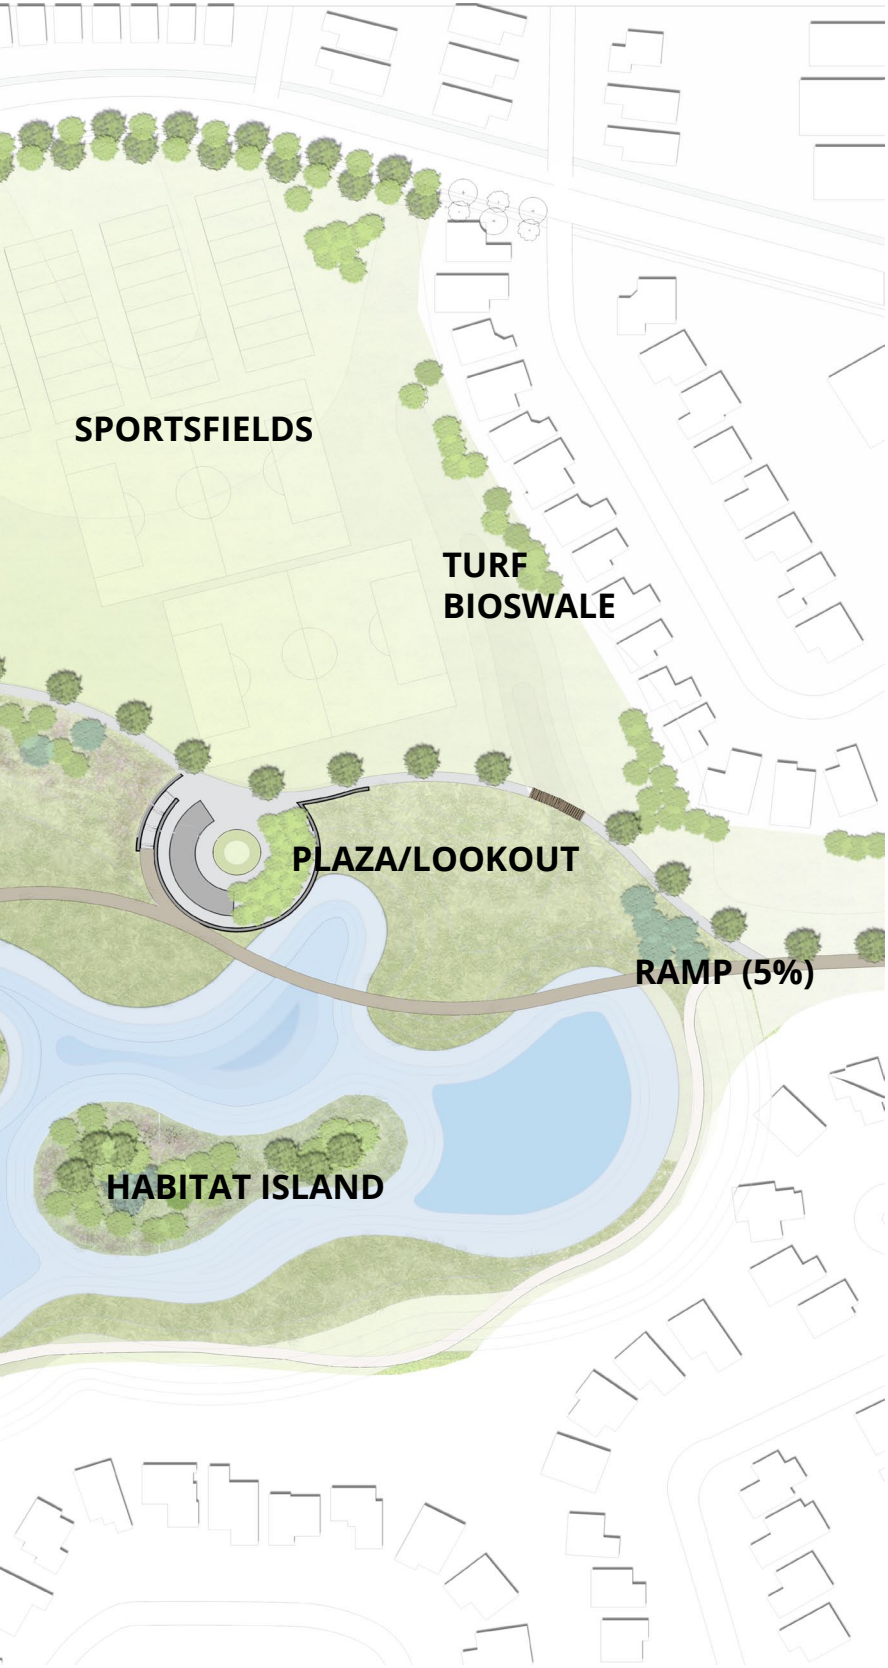 SPORTSFIELDS
TURF
BIOSWALE
PLAZA/LOOKOUT
RAMP (5%)
HABITAT ISLAND